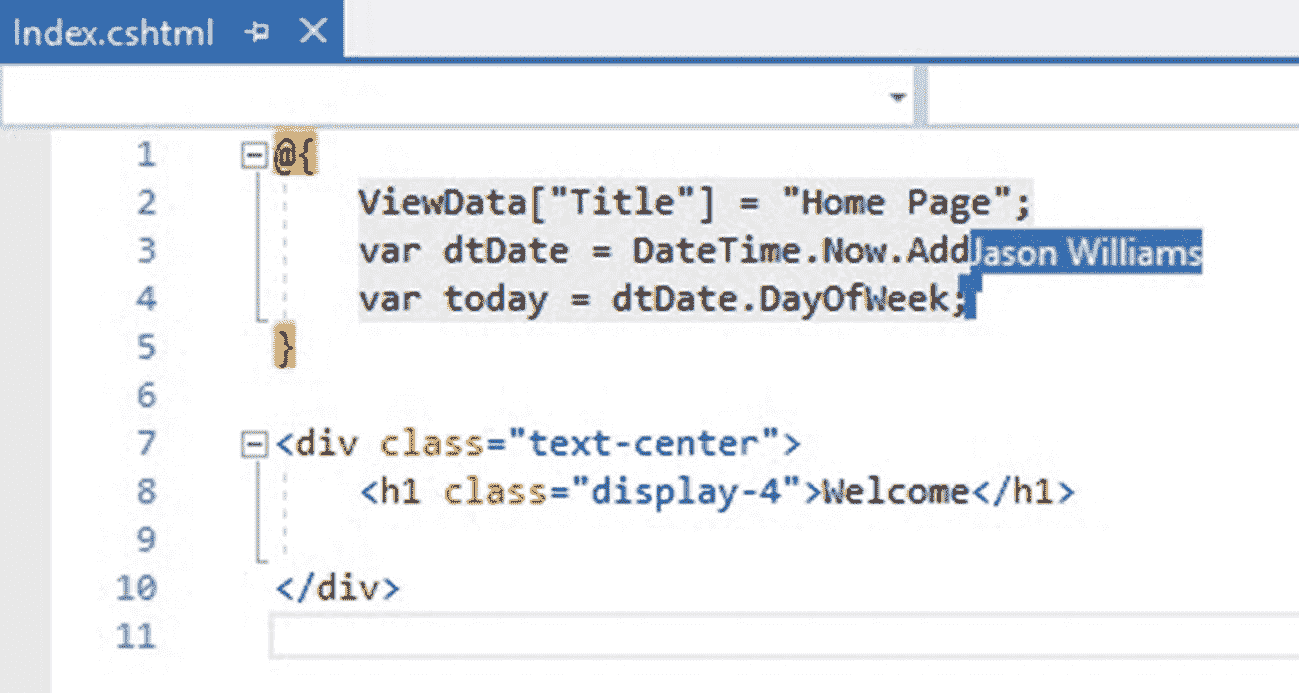 Index.cshtml
1 @{
2 ViewData["Title"] = "Home Page";
3 var dtDate = DateTime.Now.AddJason Williams
4 var today = dtDate.DayOfWeek;
5 }
6
7 <div class="text-center">
8 <h1 class="display-4">Welcome</h1>
9
10 </div>
11